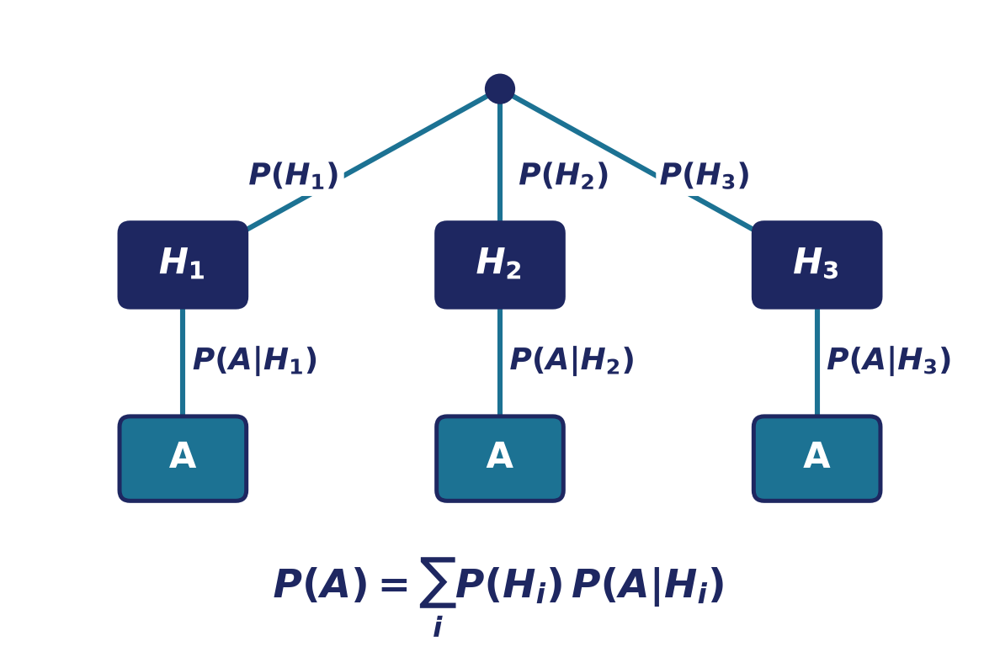 P(H₁) P(H₂) P(H₃)
H₁ H₂ H₃
P(A|H₁) P(A|H₂) P(A|H₃)
A A A
P(A) = ∑ᵢ P(Hᵢ) P(A|Hᵢ)